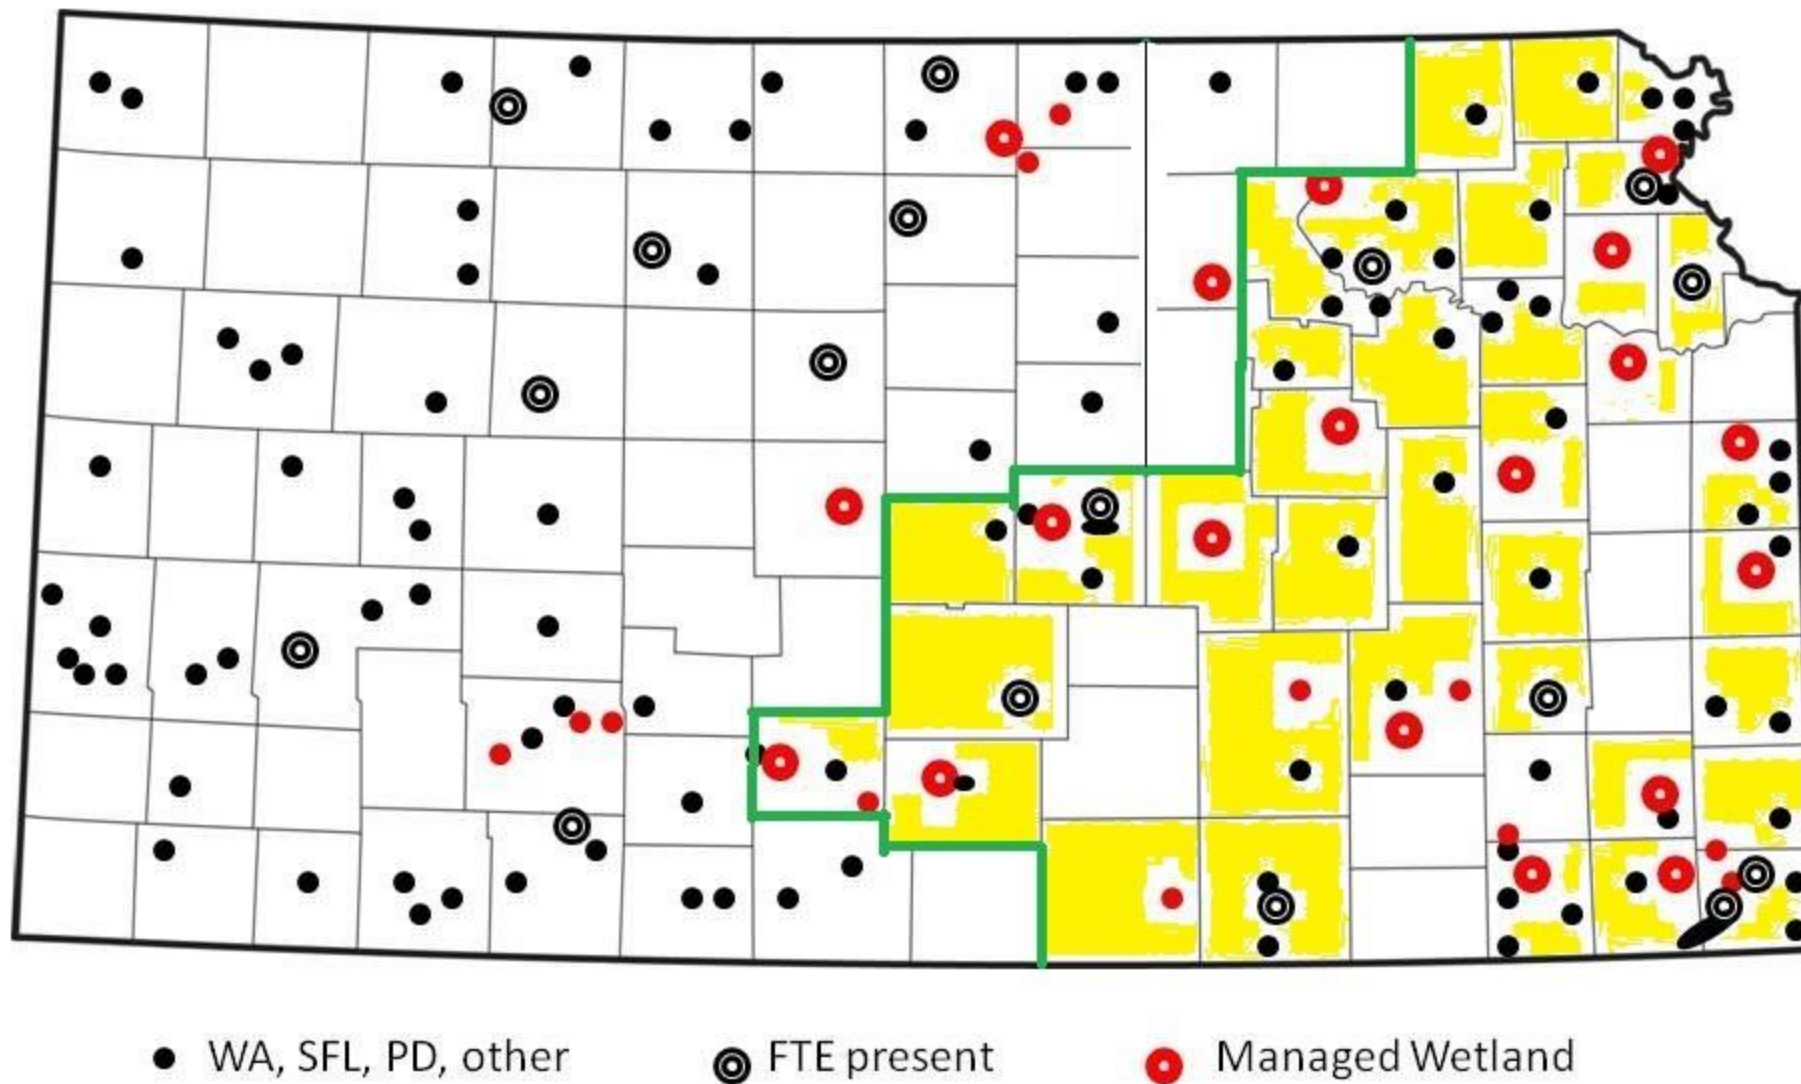 WA, SFL, PD, other
FTE present
Managed Wetland